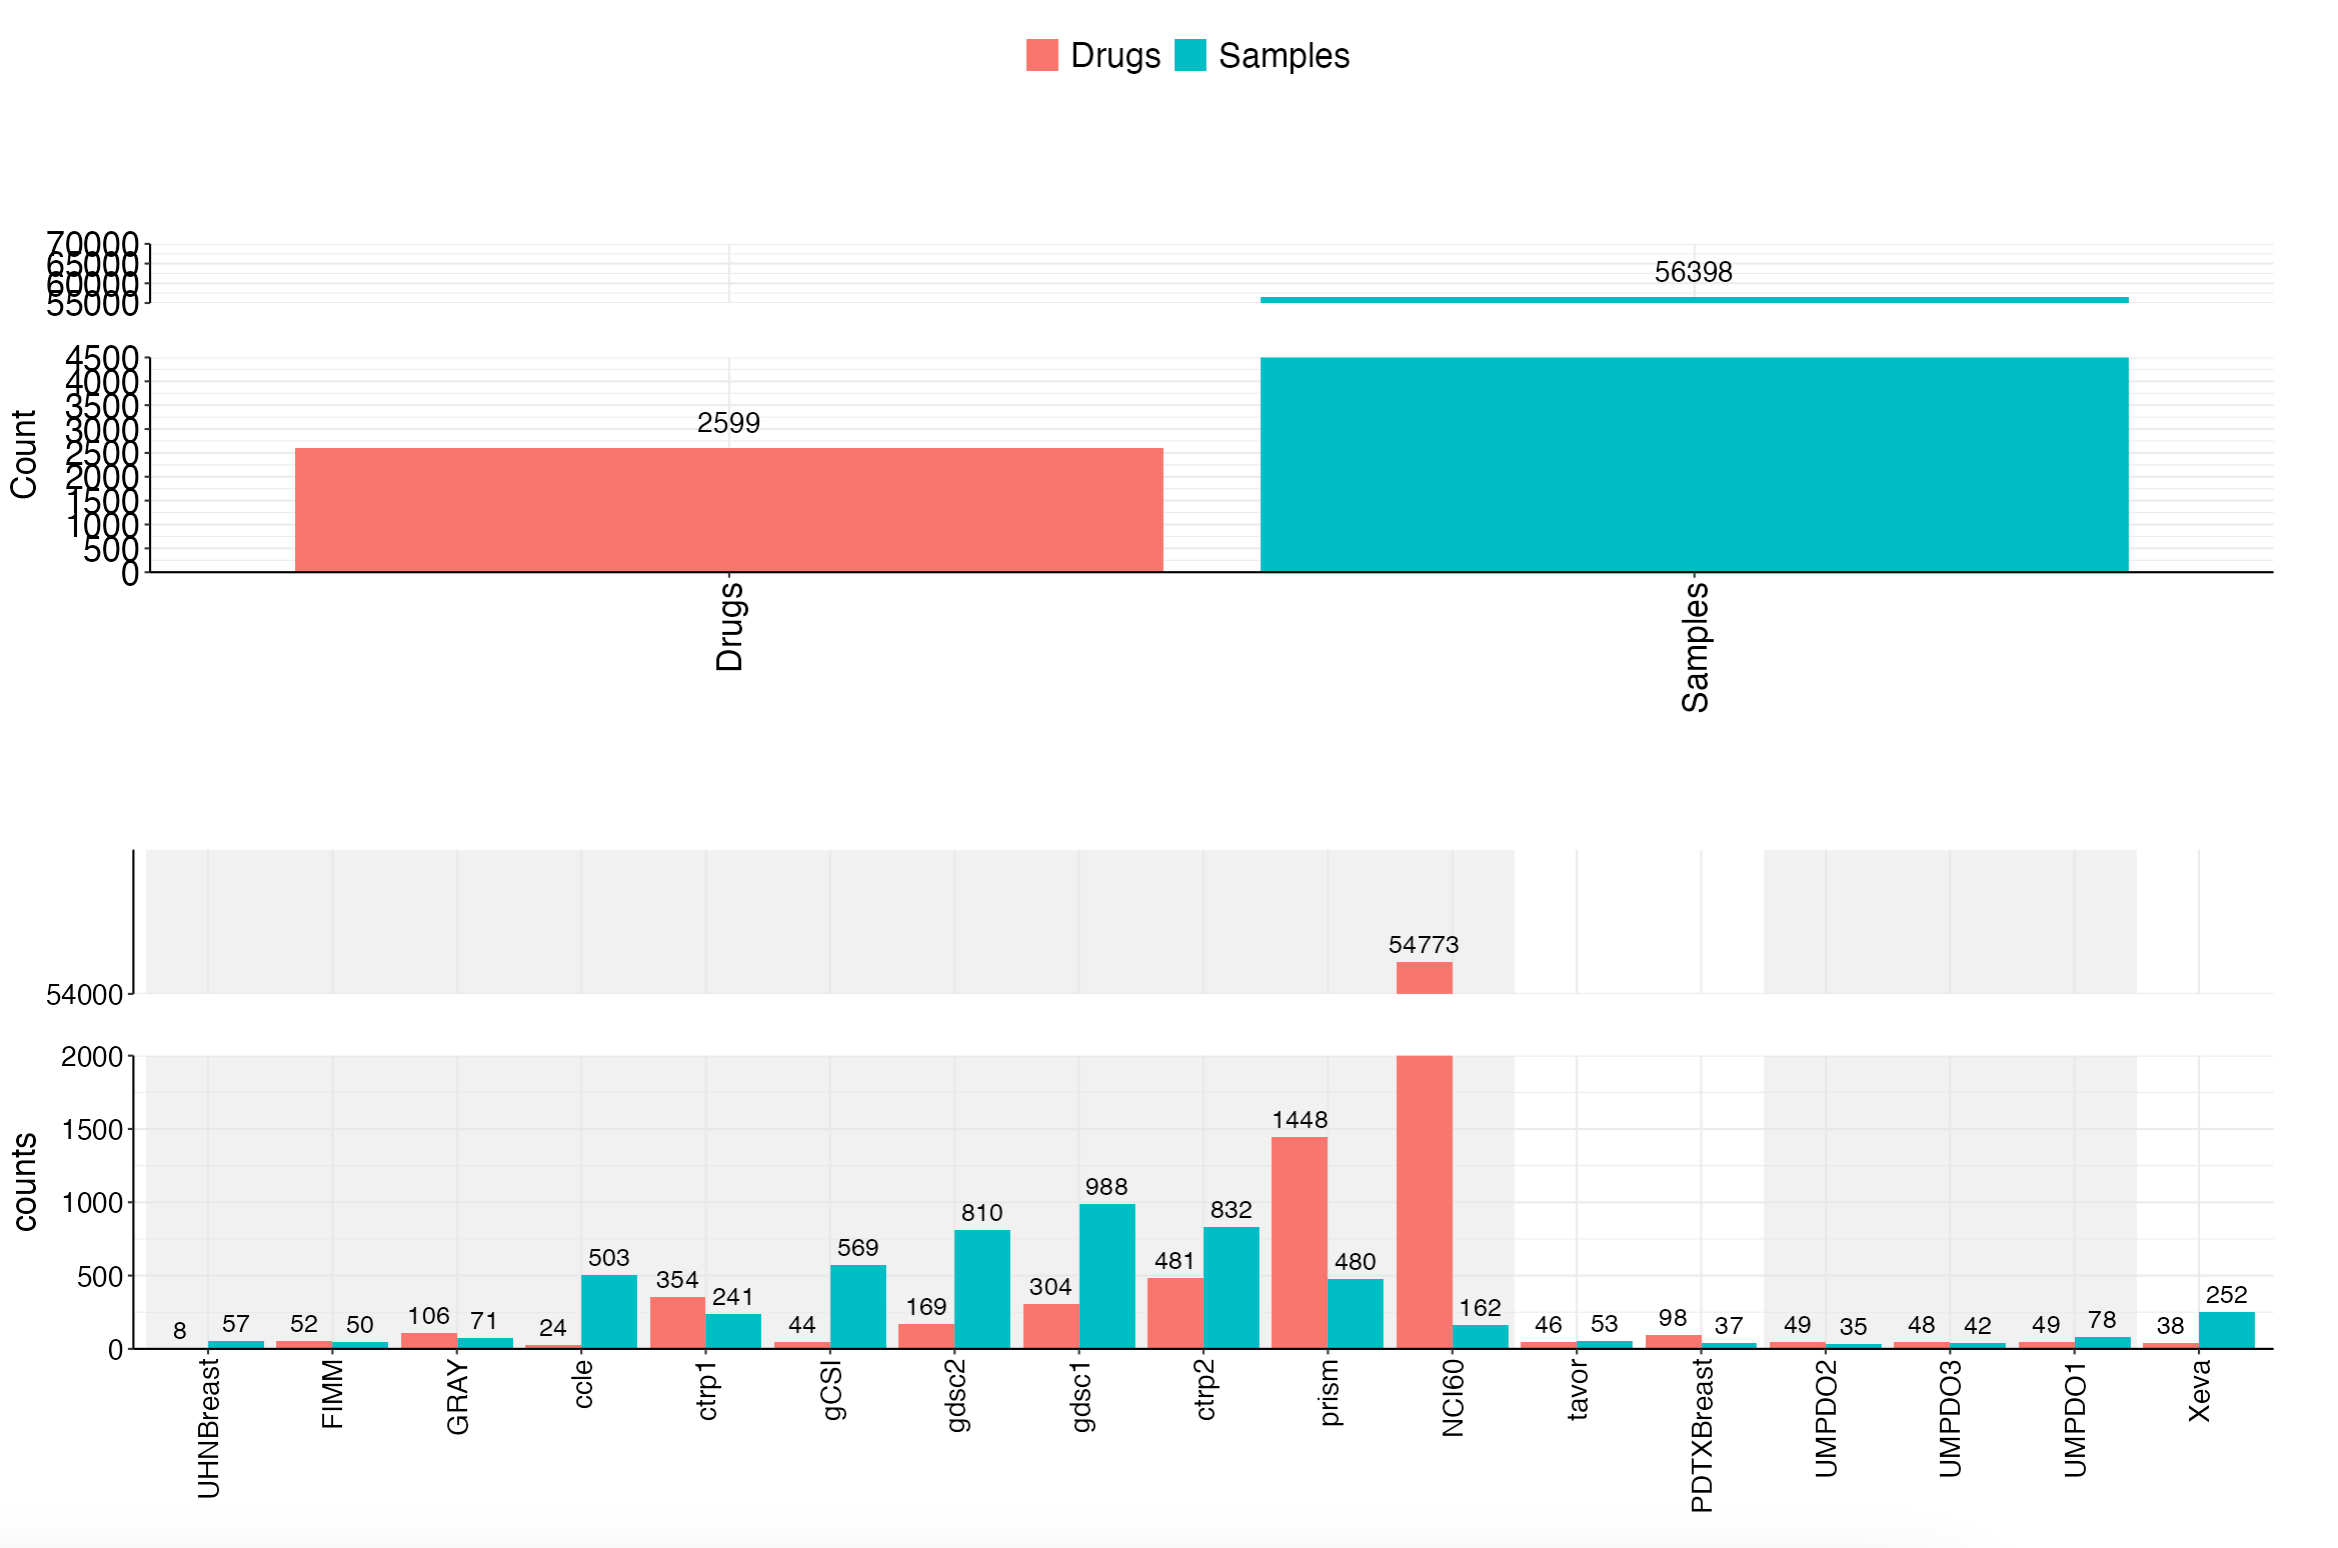 Drugs Samples
70000
65000
60000
55000
56398
4500
4000
3500
3000
2500
2000
1500
1000
500
0
Count
2599
Drugs
Samples
54000
54773
2000
1500
1000
500
0
counts
8 57 52 50 106 71 24 503 354 241 44 569 169 810 304 988 481 832 1448 480 162 46 53 98 37 49 35 48 42 49 78 38 252
UHNBreast
FIMM
GRAY
ccle
ctrp1
gCSI
gdsc2
gdsc1
ctrp2
prism
NCI60
tavor
PDTXBreast
UMPDO2
UMPDO3
UMPDO1
Xeva